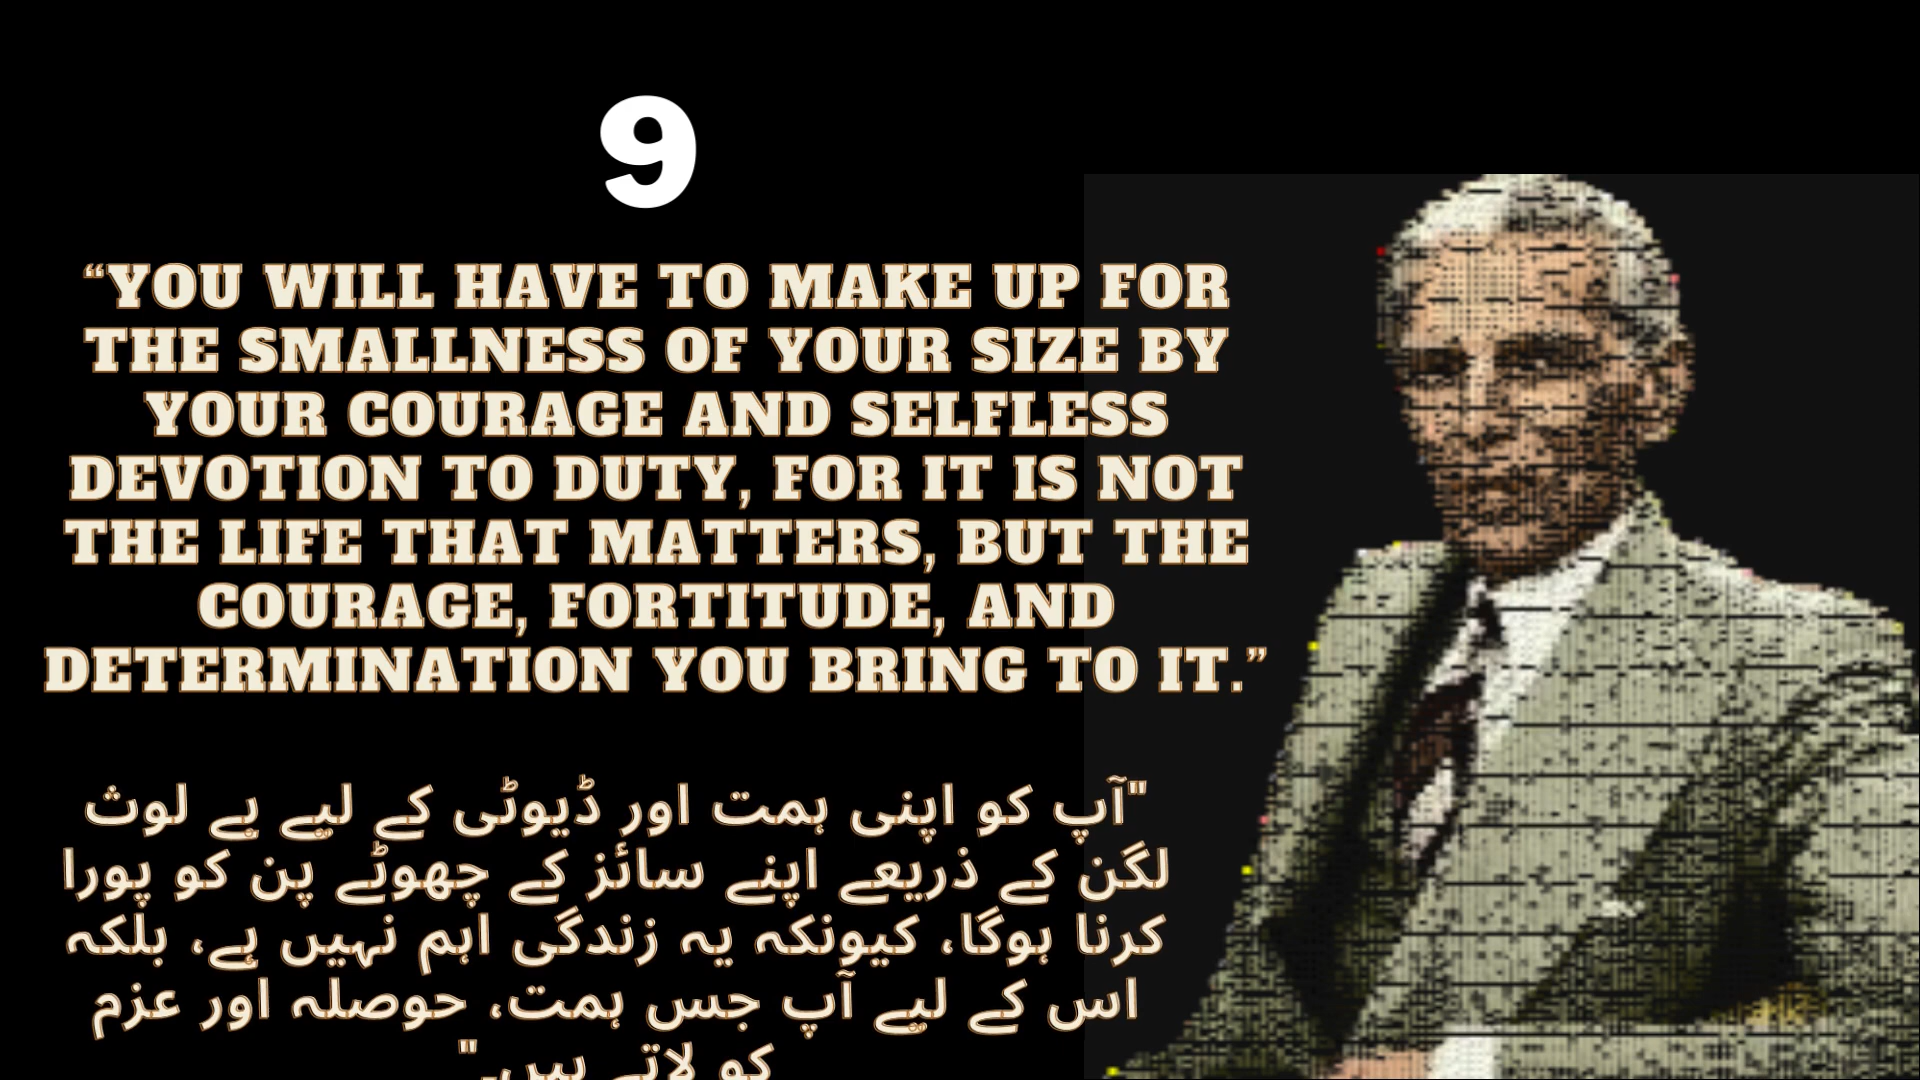 9
“YOU WILL HAVE TO MAKE UP FOR
THE SMALLNESS OF YOUR SIZE BY
YOUR COURAGE AND SELFLESS
DEVOTION TO DUTY, FOR IT IS NOT
THE LIFE THAT MATTERS, BUT THE
COURAGE, FORTITUDE, AND
DETERMINATION YOU BRING TO IT.”
"آپ کو اپنی ہمت اور ڈیوٹی کے لیے بے لوث
لگن کے ذریعے اپنے سائز کے چھوٹے پن کو پورا
کرنا ہوگا، کیونکہ یہ زندگی اہم نہیں ہے، بلکہ
اس کے لیے آپ جس ہمت، حوصلہ اور عزم
کو لاتے ہیں۔"